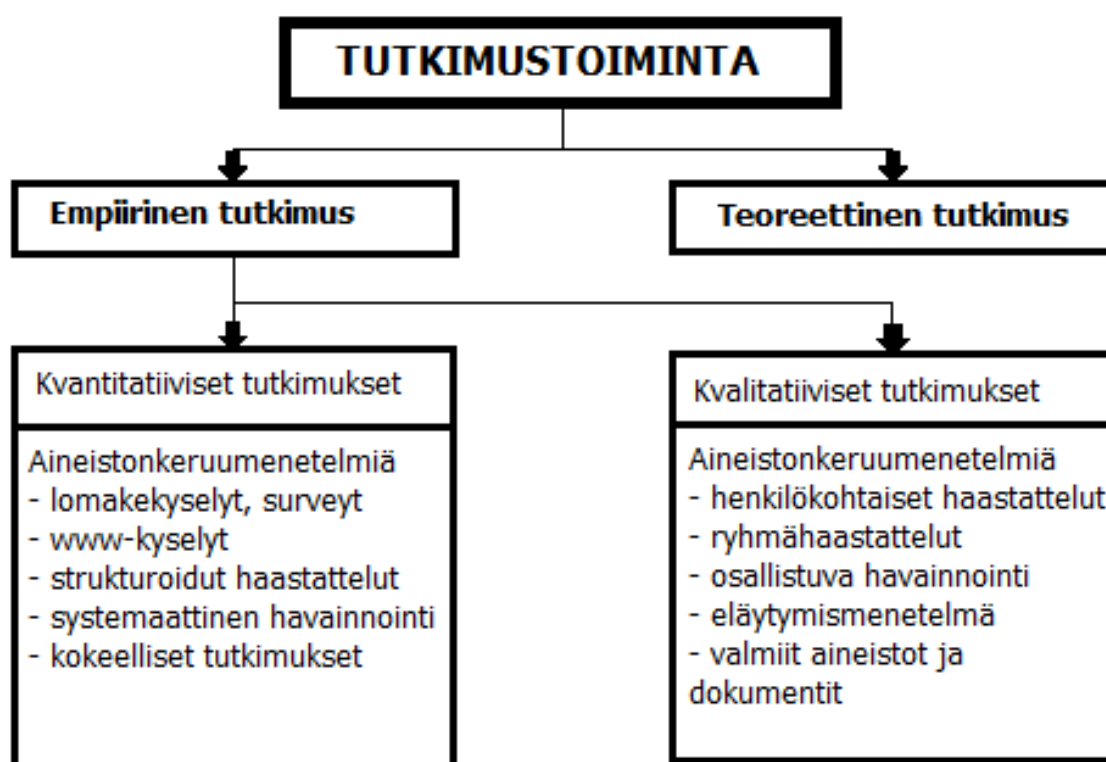 TUTKIMUSTOIMINTA
Empiirinen tutkimus
Teoreettinen tutkimus
Kvantitatiiviset tutkimukset
Aineistonkeruumenetelmiä
- lomakekyselyt, surveyt
- www-kyselyt
- strukturoidut haastattelut
- systemaattinen havainnointi
- kokeelliset tutkimukset
Kvalitatiiviset tutkimukset
Aineistonkeruumenetelmiä
- henkilökohtaiset haastattelut
- ryhmähaastattelut
- osallistuva havainnointi
- eläytymismenetelmä
- valmiit aineistot ja
dokumentit